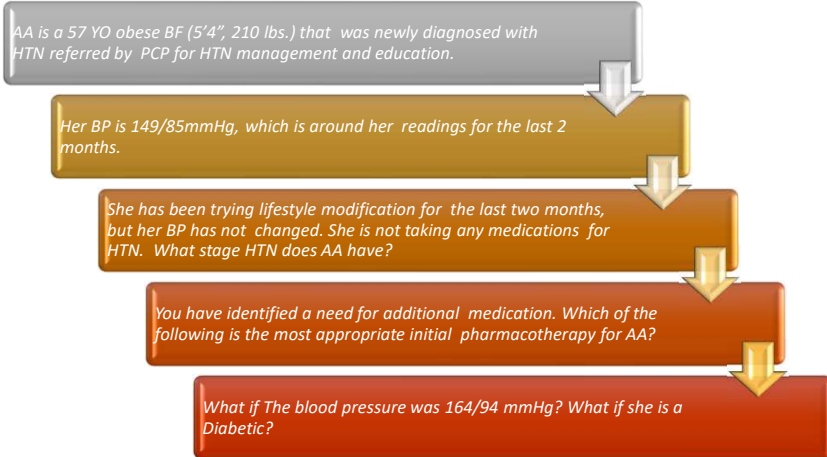 AA is a 57 YO obese BF (5'4”, 210 lbs.) that was newly diagnosed with
HTN referred by PCP for HTN management and education.
Her BP is 149/85mmHg, which is around her readings for the last 2
months.
She has been trying lifestyle modification for the last two months,
but her BP has not changed. She is not taking any medications for
HTN. What stage HTN does AA have?
You have identified a need for additional medication. Which of the
following is the most appropriate initial pharmacotherapy for AA?
What if The blood pressure was 164/94 mmHg? What if she is a
Diabetic?